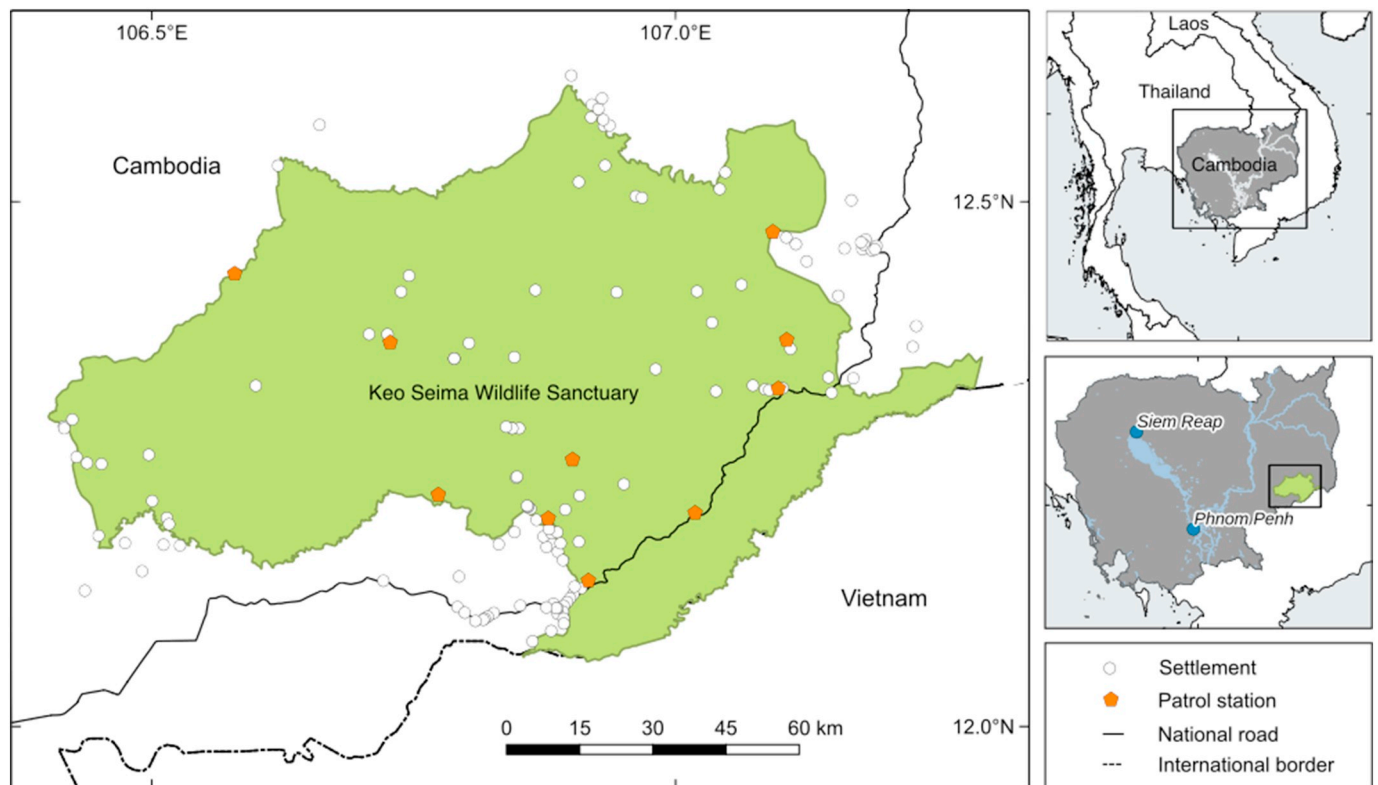 106.5°E
107.0°E
Cambodia
12.5°N
Keo Seima Wildlife Sanctuary
Vietnam
0 15 30 45 60 km
12.0°N
Laos
Thailand
Cambodia
Siem Reap
Phnom Penh
Settlement
Patrol station
National road
International border